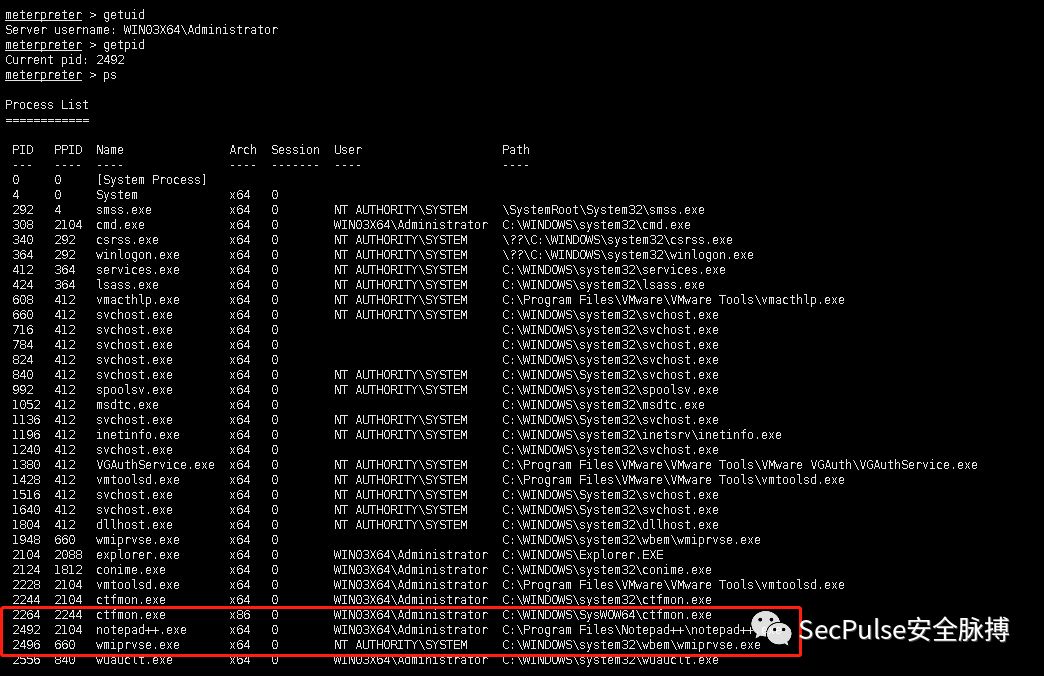 meterpreter > getuid
Server username: WIN03X64\Administrator
meterpreter > getpid
Current pid: 2492
meterpreter > ps
Process List
============
PID PPID Name Arch Session User Path
--- ---- ---- ---- ------- ---- ----
0 0 [System Process]
4 0 System x64 0
292 4 smss.exe x64 0 NT AUTHORITY\SYSTEM \SystemRoot\System32\smss.exe
308 2104 cmd.exe x64 0 WIN03X64\Administrator C:\WINDOWS\system32\cmd.exe
340 292 csrss.exe x64 0 NT AUTHORITY\SYSTEM \??\C:\WINDOWS\system32\csrss.exe
364 292 winlogon.exe x64 0 NT AUTHORITY\SYSTEM \??\C:\WINDOWS\system32\winlogon.exe
412 364 services.exe x64 0 NT AUTHORITY\SYSTEM C:\WINDOWS\system32\services.exe
424 364 lsass.exe x64 0 NT AUTHORITY\SYSTEM C:\WINDOWS\system32\lsass.exe
608 412 vmacthlp.exe x64 0 NT AUTHORITY\SYSTEM C:\Program Files\VMware\VMware Tools\vmacthlp.exe
660 412 svchost.exe x64 0 NT AUTHORITY\SYSTEM C:\WINDOWS\system32\svchost.exe
716 412 svchost.exe x64 0 C:\WINDOWS\system32\svchost.exe
784 412 svchost.exe x64 0 C:\WINDOWS\system32\svchost.exe
824 412 svchost.exe x64 0 C:\WINDOWS\system32\svchost.exe
840 412 svchost.exe x64 0 NT AUTHORITY\SYSTEM C:\WINDOWS\System32\svchost.exe
992 412 spoolsv.exe x64 0 NT AUTHORITY\SYSTEM C:\WINDOWS\system32\spoolsv.exe
1052 412 msdtc.exe x64 0 C:\WINDOWS\system32\msdtc.exe
1136 412 svchost.exe x64 0 NT AUTHORITY\SYSTEM C:\WINDOWS\System32\svchost.exe
1196 412 inetinfo.exe x64 0 NT AUTHORITY\SYSTEM C:\WINDOWS\system32\inetsrv\inetinfo.exe
1240 412 svchost.exe x64 0 C:\WINDOWS\system32\svchost.exe
1380 412 VGAuthService.exe x64 0 NT AUTHORITY\SYSTEM C:\Program Files\VMware\VMware Tools\VMware VGAuth\VGAuthService.exe
1428 412 vmtoolsd.exe x64 0 NT AUTHORITY\SYSTEM C:\Program Files\VMware\VMware Tools\vmtoolsd.exe
1516 412 svchost.exe x64 0 NT AUTHORITY\SYSTEM C:\WINDOWS\System32\svchost.exe
1640 412 svchost.exe x64 0 NT AUTHORITY\SYSTEM C:\WINDOWS\System32\svchost.exe
1804 412 dllhost.exe x64 0 NT AUTHORITY\SYSTEM C:\WINDOWS\system32\dllhost.exe
1948 660 wmiprvse.exe x64 0 C:\WINDOWS\system32\wbem\wmiprvse.exe
2104 2088 explorer.exe x64 0 WIN03X64\Administrator C:\WINDOWS\Explorer.EXE
2124 1812 conime.exe x64 0 WIN03X64\Administrator C:\WINDOWS\system32\conime.exe
2228 2104 vmtoolsd.exe x64 0 WIN03X64\Administrator C:\Program Files\VMware\VMware Tools\vmtoolsd.exe
2244 2104 ctfmon.exe x64 0 WIN03X64\Administrator C:\WINDOWS\system32\ctfmon.exe
2264 2244 ctfmon.exe x86 0 WIN03X64\Administrator C:\WINDOWS\SysWOW64\ctfmon.exe
2492 2104 notepad++.exe x64 0 WIN03X64\Administrator C:\Program Files\Notepad++\notepad++
2496 660 wmiprvse.exe x64 0 NT AUTHORITY\SYSTEM C:\WINDOWS\system32\wbem\wmiprvse.exe
2556 840 wuauclt.exe x64 0 WIN03X64\Administrator C:\WINDOWS\system32\wuauclt.exe
SecPulse安全脉搏